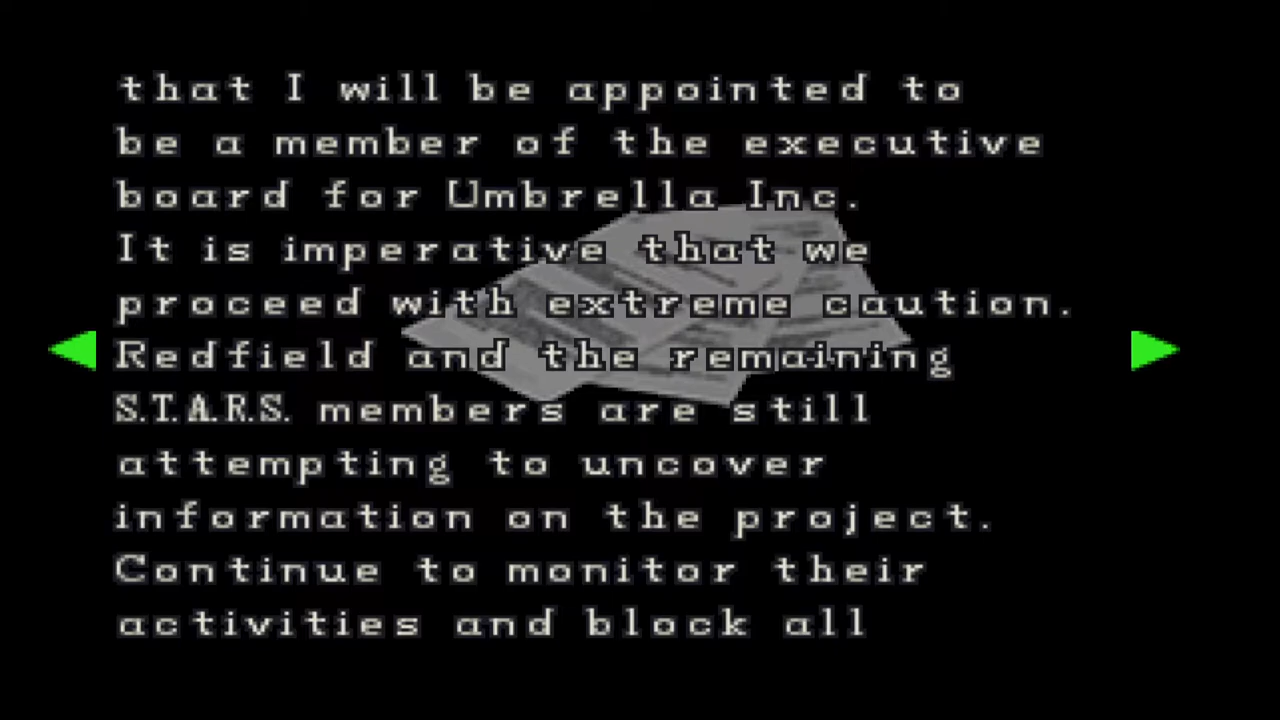 that I will be appointed to
be a member of the executive
board for Umbrella Inc.
It is imperative that we
proceed with extreme caution.
Redfield and the remaining
S.T.A.R.S. members are still
attempting to uncover
information on the project.
Continue to monitor their
activities and block all